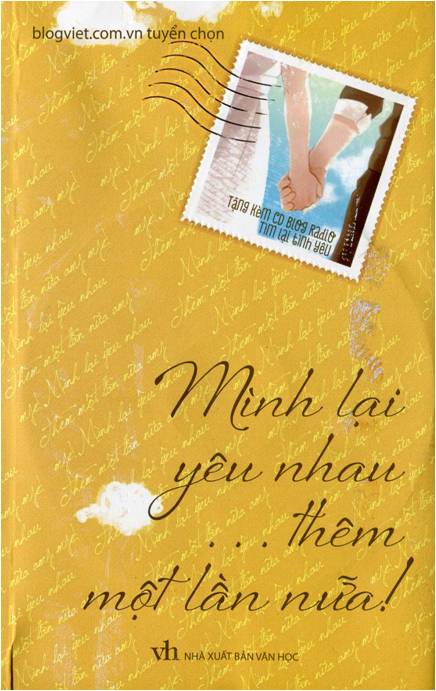 blogviet.com.vn tuyển chọn
Tặng kèm CD Blog Radio
Tìm lại tình yêu
Mình lại
yêu nhau
... thêm
một lần nữa!
vh NHÀ XUẤT BẢN VĂN HỌC